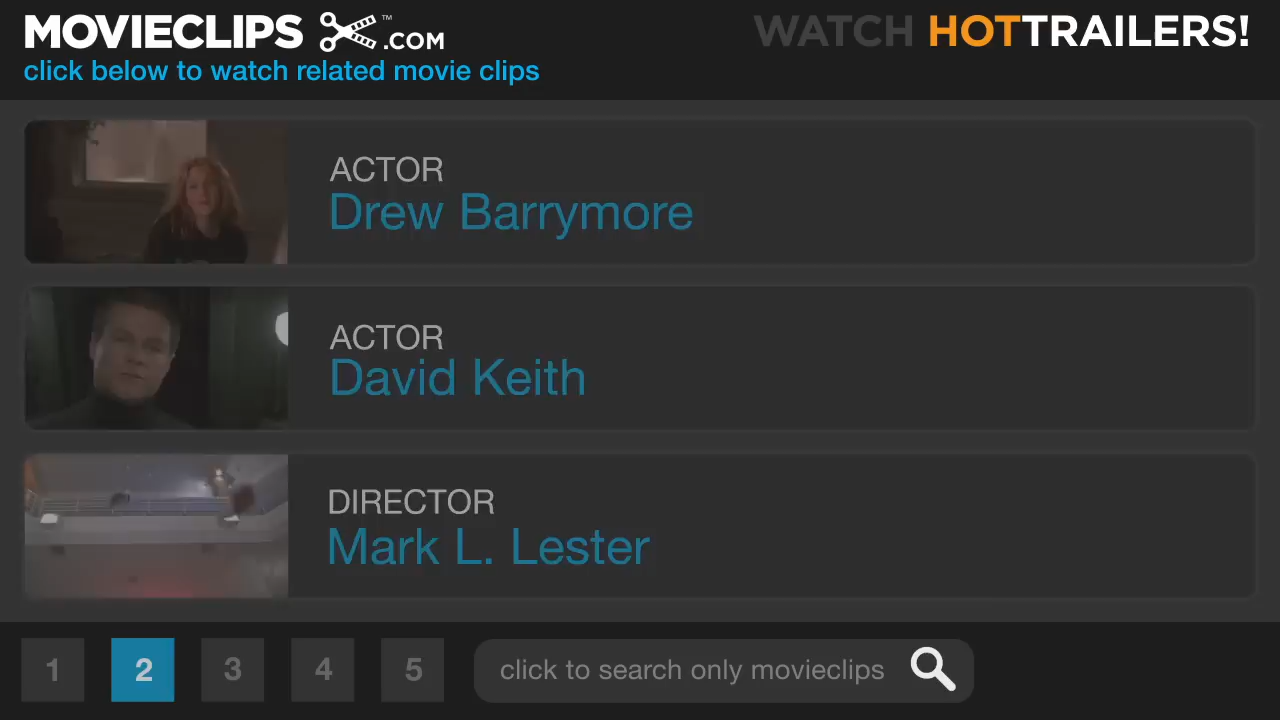 MOVIECLIPS ™ .COM
WATCH HOTTRAILERS!
click below to watch related movie clips
ACTOR
Drew Barrymore
ACTOR
David Keith
DIRECTOR
Mark L. Lester
1 2 3 4 5 click to search only movieclips